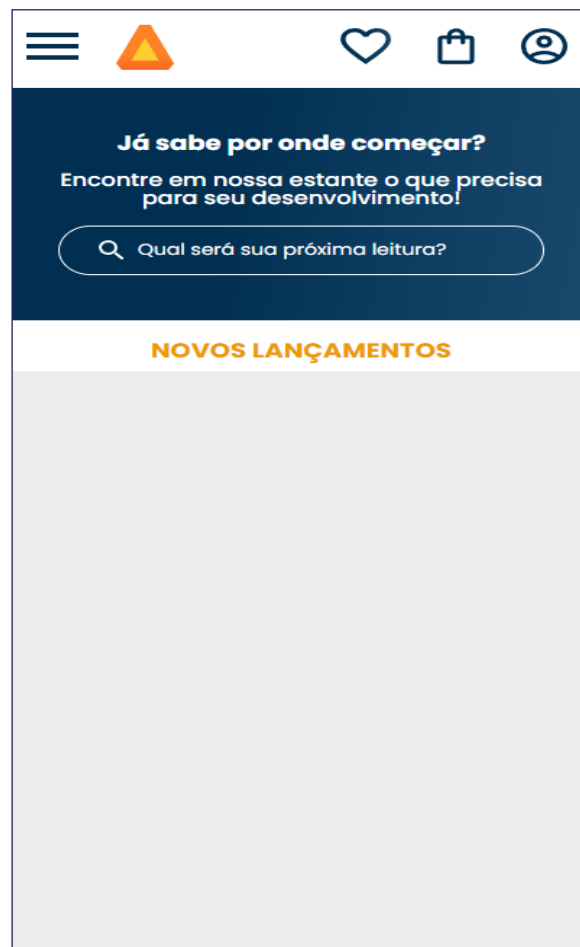 Já sabe por onde começar?
Encontre em nossa estante o que precisa
para seu desenvolvimento!
Qual será sua próxima leitura?
NOVOS LANÇAMENTOS